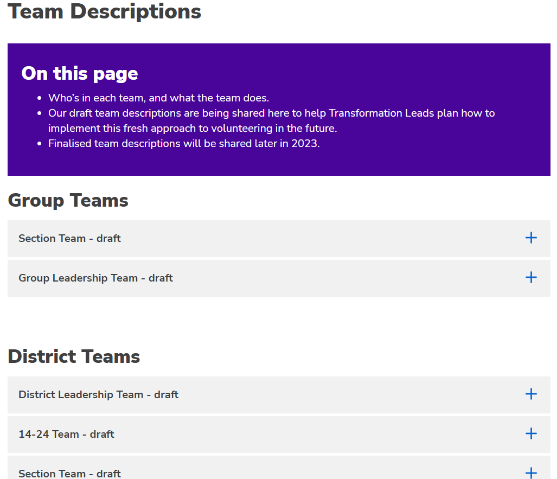 Team Descriptions
On this page
Who's in each team, and what the team does.
Our draft team descriptions are being shared here to help Transformation Leads plan how to
implement this fresh approach to volunteering in the future.
Finalised team descriptions will be shared later in 2023.
Group Teams
Section Team - draft
Group Leadership Team - draft
District Teams
District Leadership Team - draft
14-24 Team - draft
Section Team - draft